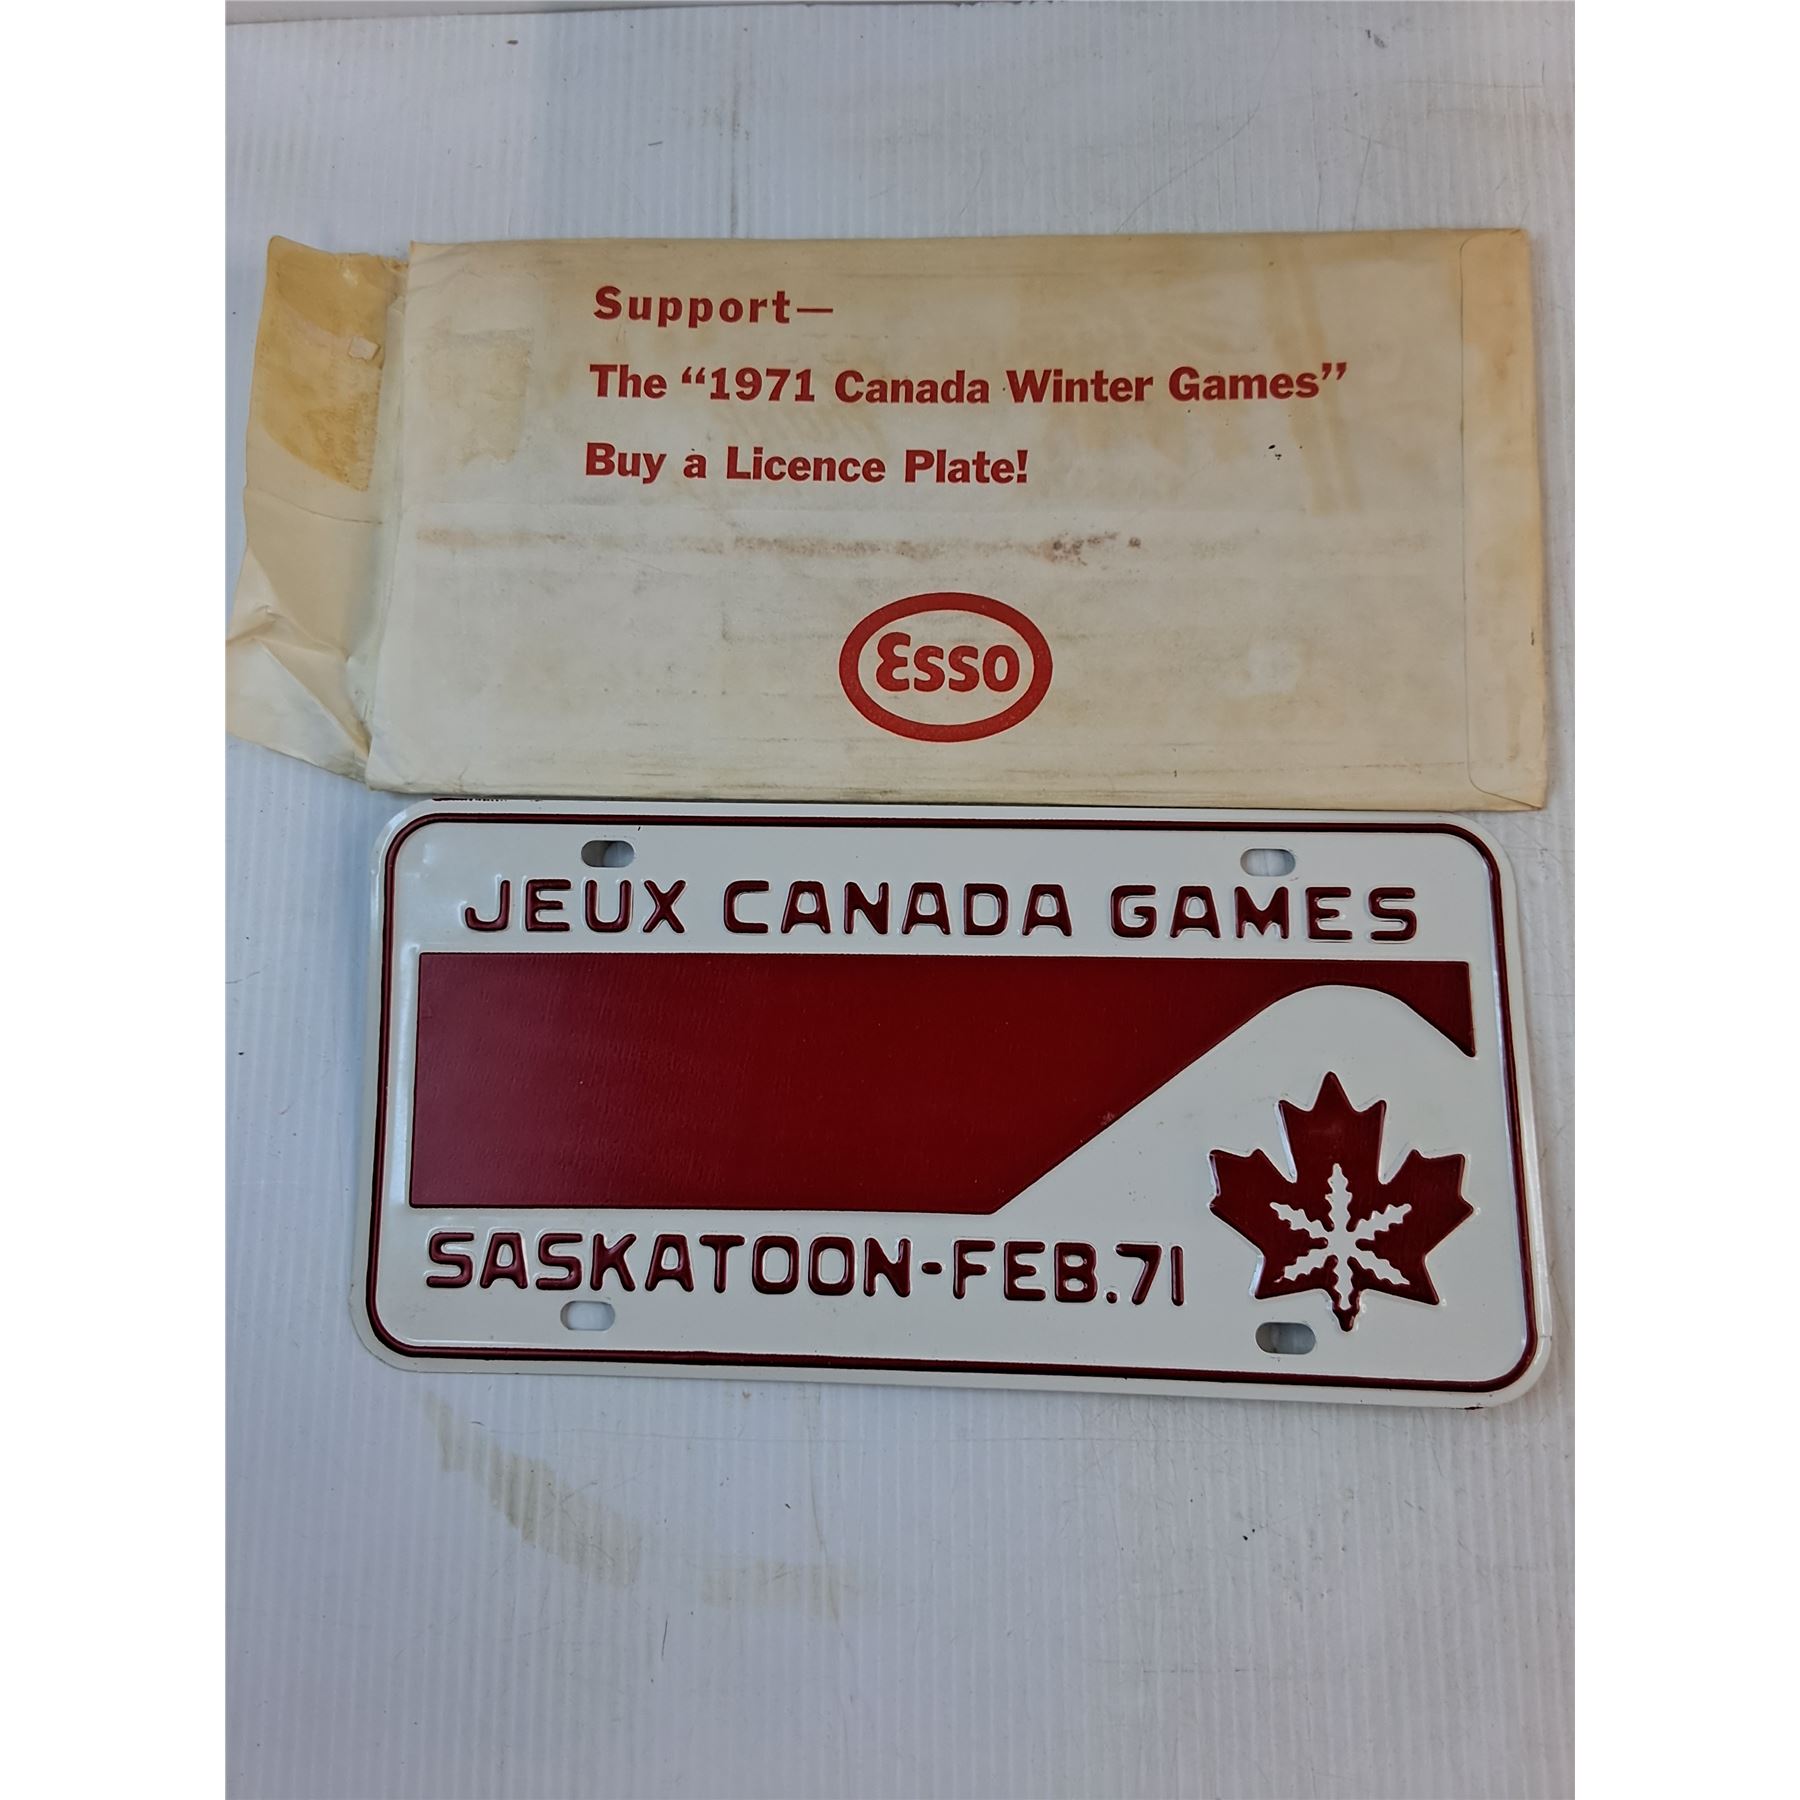 Support—
The “1971 Canada Winter Games”
Buy a Licence Plate!
Esso
JEUX CANADA GAMES
SASKATOON-FEB.71